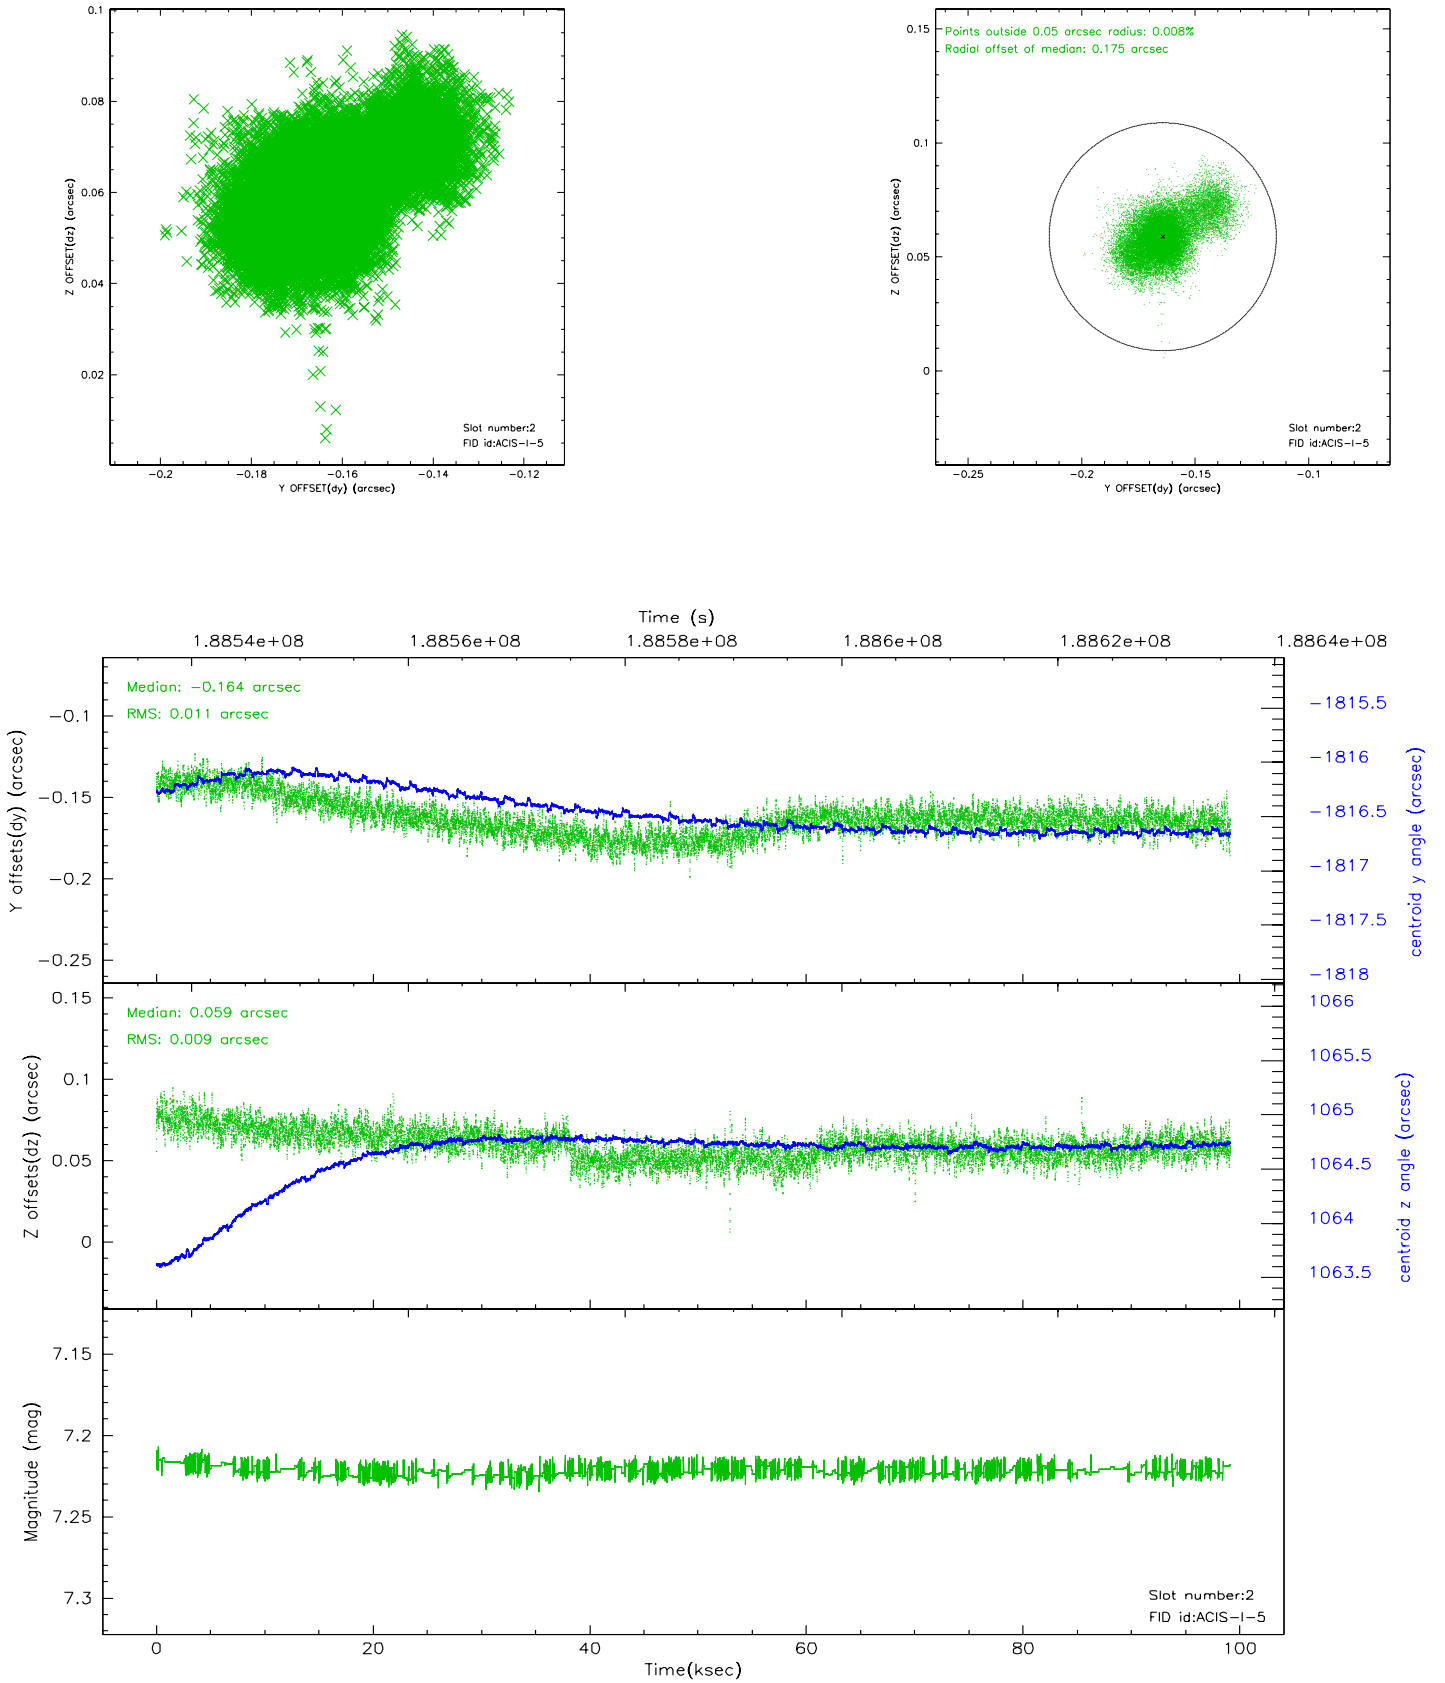 0.1
0.08
0.06
0.04
0.02
Z OFFSET(dz) (arcsec)
Slot number:2
FID id:ACIS-I-5
-0.2 -0.18 -0.16 -0.14 -0.12
Y OFFSET(dy) (arcsec)
Points outside 0.05 arcsec radius: 0.008%
Radial offset of median: 0.175 arcsec
0.15
0.1
0.05
0
Z OFFSET(dz) (arcsec)
Slot number:2
FID id:ACIS-I-5
-0.25 -0.2 -0.15 -0.1
Y OFFSET(dy) (arcsec)
Time (s)
1.8854e+08 1.8856e+08 1.8858e+08 1.886e+08 1.8862e+08 1.8864e+08
Median: -0.164 arcsec
RMS: 0.011 arcsec
-0.1
-0.15
-0.2
-0.25
Y offsets(dy) (arcsec)
-1815.5
-1816
-1816.5
-1817
-1817.5
-1818
centroid y angle (arcsec)
Median: 0.059 arcsec
RMS: 0.009 arcsec
0.15
0.1
0.05
0
Z offsets(dz) (arcsec)
1066
1065.5
1065
1064.5
1064
1063.5
centroid z angle (arcsec)
7.15
7.2
7.25
7.3
Magnitude (mag)
Slot number:2
FID id:ACIS-I-5
0 20 40 60 80 100
Time(ksec)